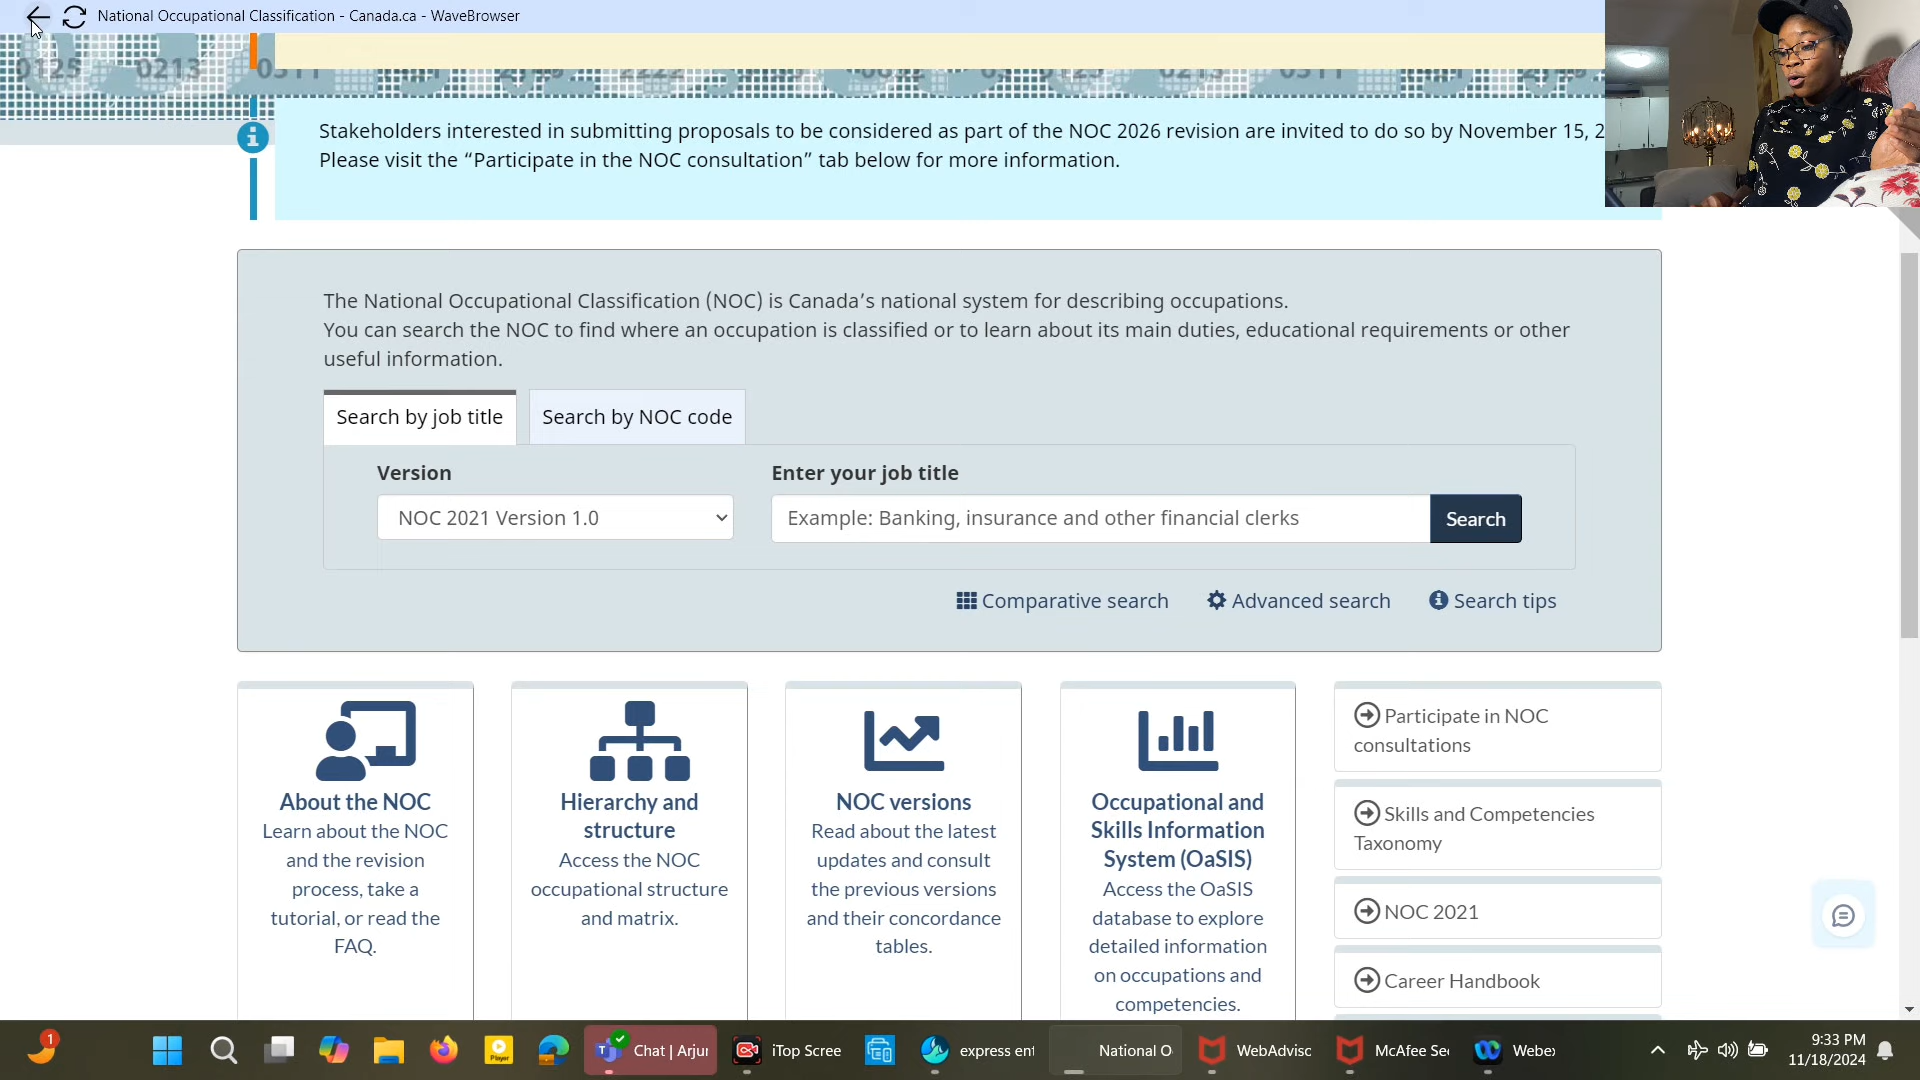 National Occupational Classification - Canada.ca - WaveBrowser
0125 0213 0311
Stakeholders interested in submitting proposals to be considered as part of the NOC 2026 revision are invited to do so by November 15, 2
Please visit the “Participate in the NOC consultation” tab below for more information.
The National Occupational Classification (NOC) is Canada’s national system for describing occupations.
You can search the NOC to find where an occupation is classified or to learn about its main duties, educational requirements or other
useful information.
Search by job title
Search by NOC code
Version
Enter your job title
NOC 2021 Version 1.0
Example: Banking, insurance and other financial clerks
Search
Comparative search
Advanced search
Search tips
About the NOC
Learn about the NOC
and the revision
process, take a
tutorial, or read the
FAQ.
Hierarchy and
structure
Access the NOC
occupational structure
and matrix.
NOC versions
Read about the latest
updates and consult
the previous versions
and their concordance
tables.
Occupational and
Skills Information
System (OaSIS)
Access the OaSIS
database to explore
detailed information
on occupations and
competencies.
Participate in NOC
consultations
Skills and Competencies
Taxonomy
NOC 2021
Career Handbook
1
Player
Chat | Arjur
iTop Scree
express ent
National O
WebAdvisc
McAfee Se
Webex
9:33 PM
11/18/2024